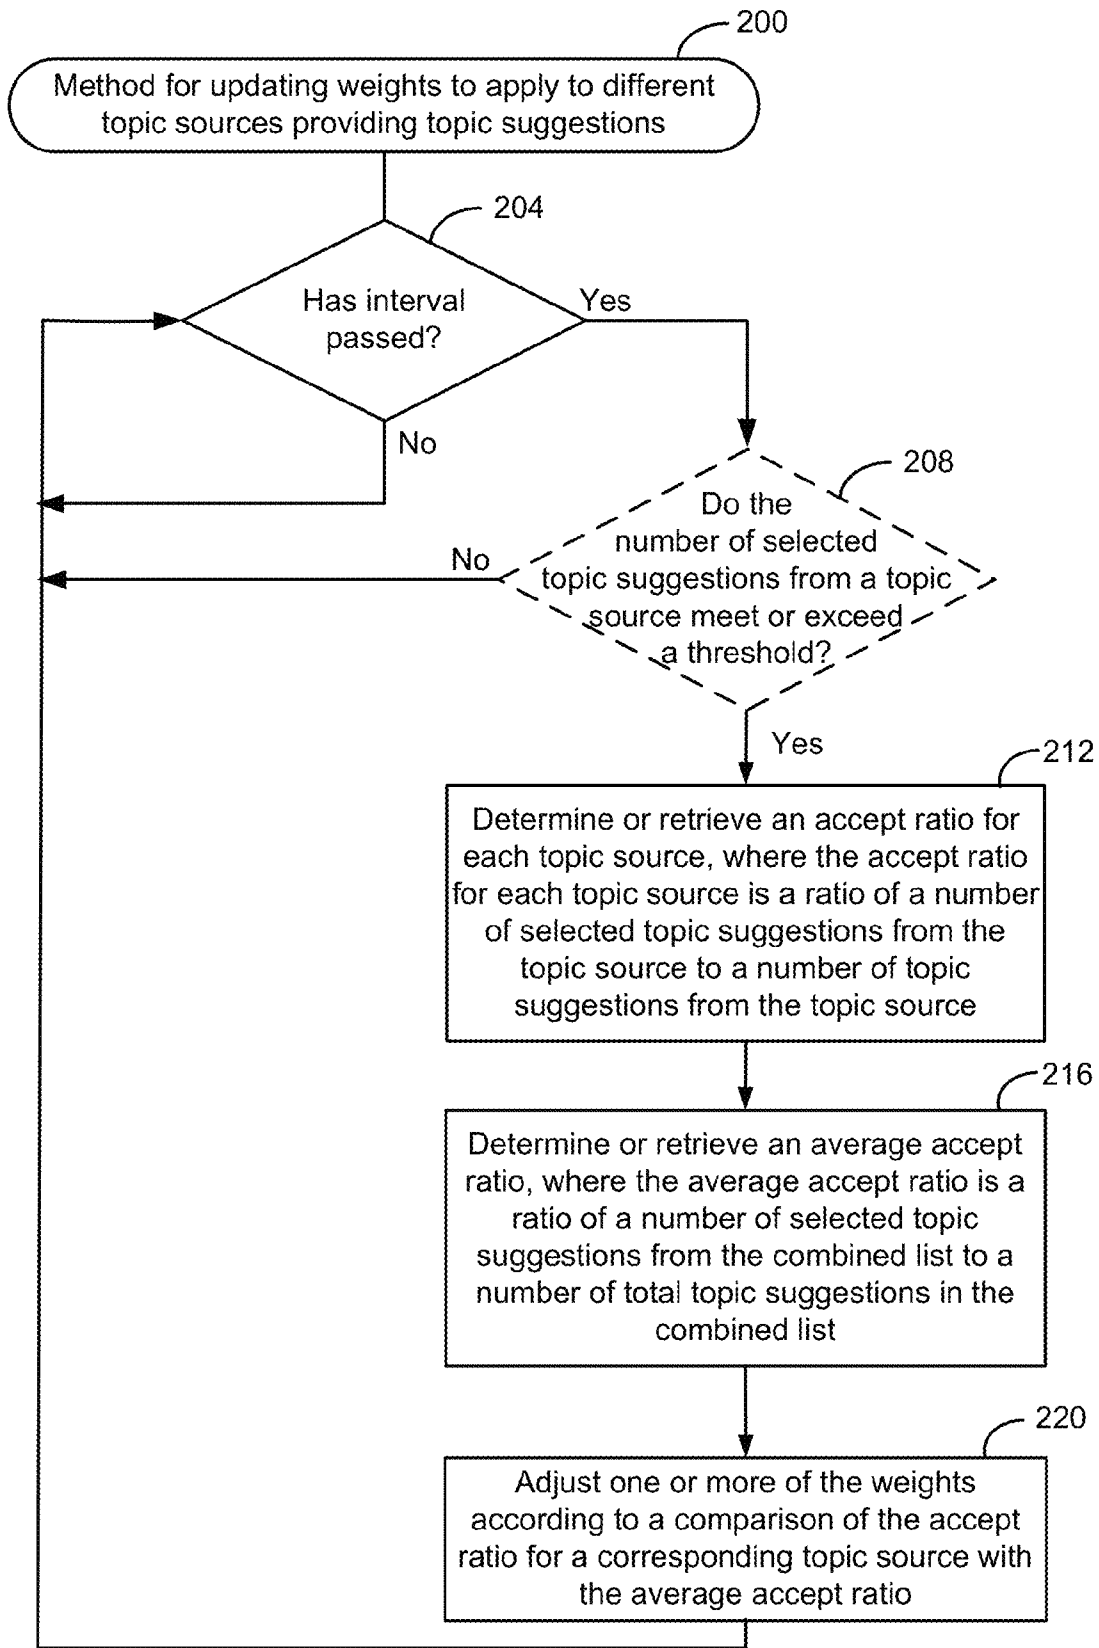 200
Method for updating weights to apply to different
topic sources providing topic suggestions
204
Has interval
passed?
Yes
No
208
Do the
number of selected
topic suggestions from a topic
source meet or exceed
a threshold?
No
Yes
212
Determine or retrieve an accept ratio for
each topic source, where the accept ratio
for each topic source is a ratio of a number
of selected topic suggestions from the
topic source to a number of topic
suggestions from the topic source
216
Determine or retrieve an average accept
ratio, where the average accept ratio is a
ratio of a number of selected topic
suggestions from the combined list to a
number of total topic suggestions in the
combined list
220
Adjust one or more of the weights
according to a comparison of the accept
ratio for a corresponding topic source with
the average accept ratio